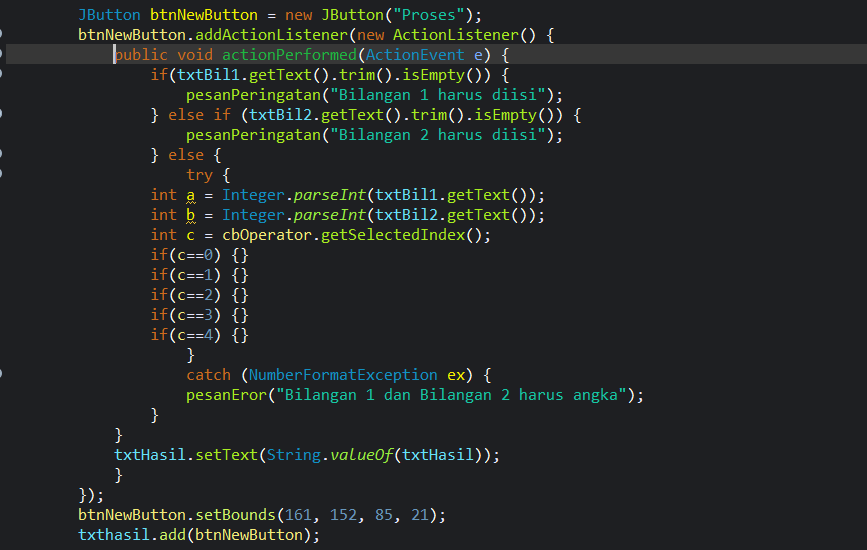 JButton btnNewButton = new JButton("Proses");
btnNewButton.addActionListener(new ActionListener() {
public void actionPerformed(ActionEvent e) {
if(txtBil1.getText().trim().isEmpty()) {
pesanPeringatan("Bilangan 1 harus diisi");
} else if (txtBil2.getText().trim().isEmpty()) {
pesanPeringatan("Bilangan 2 harus diisi");
} else {
try {
int a = Integer.parseInt(txtBil1.getText());
int b = Integer.parseInt(txtBil2.getText());
int c = cbOperator.getSelectedIndex();
if(c==0) {}
if(c==1) {}
if(c==2) {}
if(c==3) {}
if(c==4) {}
}
catch (NumberFormatException ex) {
pesanEror("Bilangan 1 dan Bilangan 2 harus angka");
}
}
txtHasil.setText(String.valueOf(txtHasil));
}
});
btnNewButton.setBounds(161, 152, 85, 21);
txthasil.add(btnNewButton);